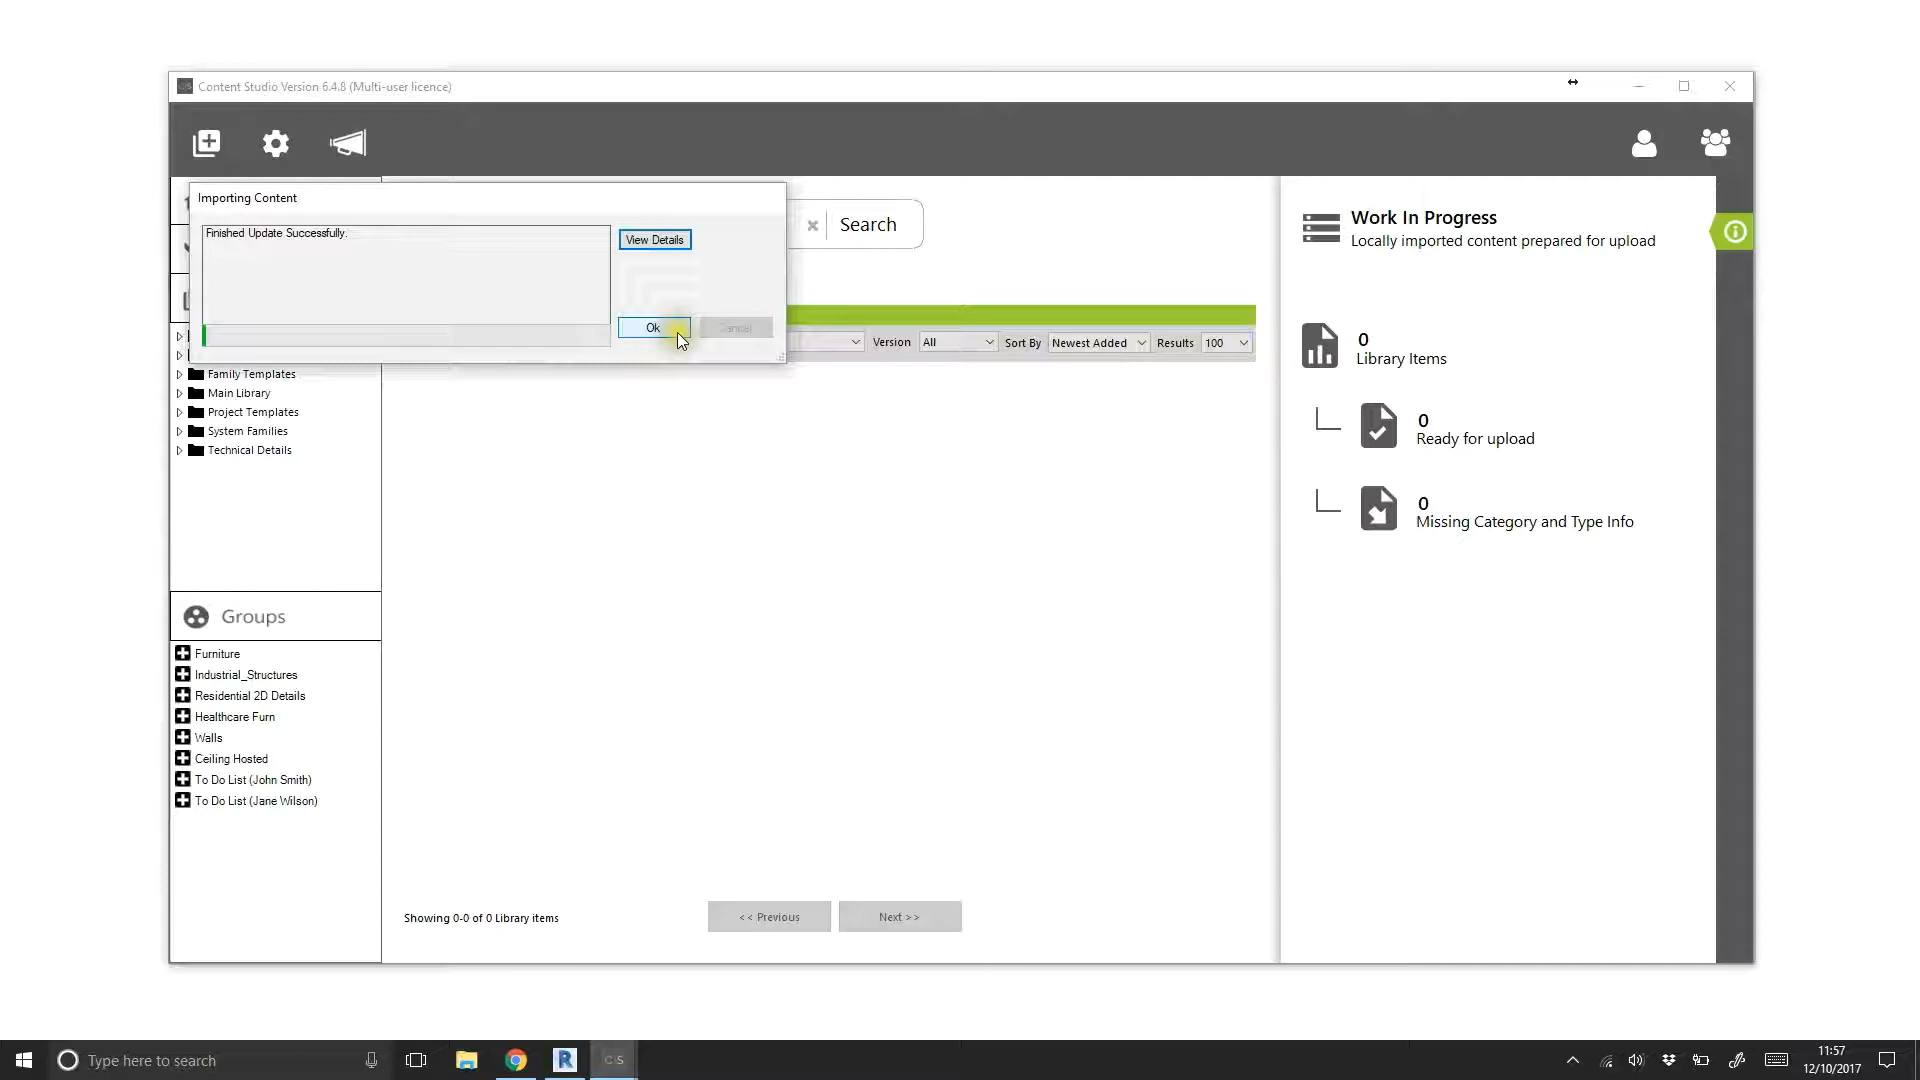 CS Content Studio Version 6.4.8 (Multi-user licence)
Importing Content
Finished Update Successfully.
View Details
Ok
Cancel
Search
Version All Sort By Newest Added Results 100
Family Templates
Main Library
Project Templates
System Families
Technical Details
Groups
Furniture
Industrial_Structures
Residential 2D Details
Healthcare Furn
Walls
Ceiling Hosted
To Do List (John Smith)
To Do List (Jane Wilson)
Showing 0-0 of 0 Library items
<< Previous
Next >>
Work In Progress
Locally imported content prepared for upload
0
Library Items
0
Ready for upload
0
Missing Category and Type Info
Type here to search
R
CS
11:57
12/10/2017